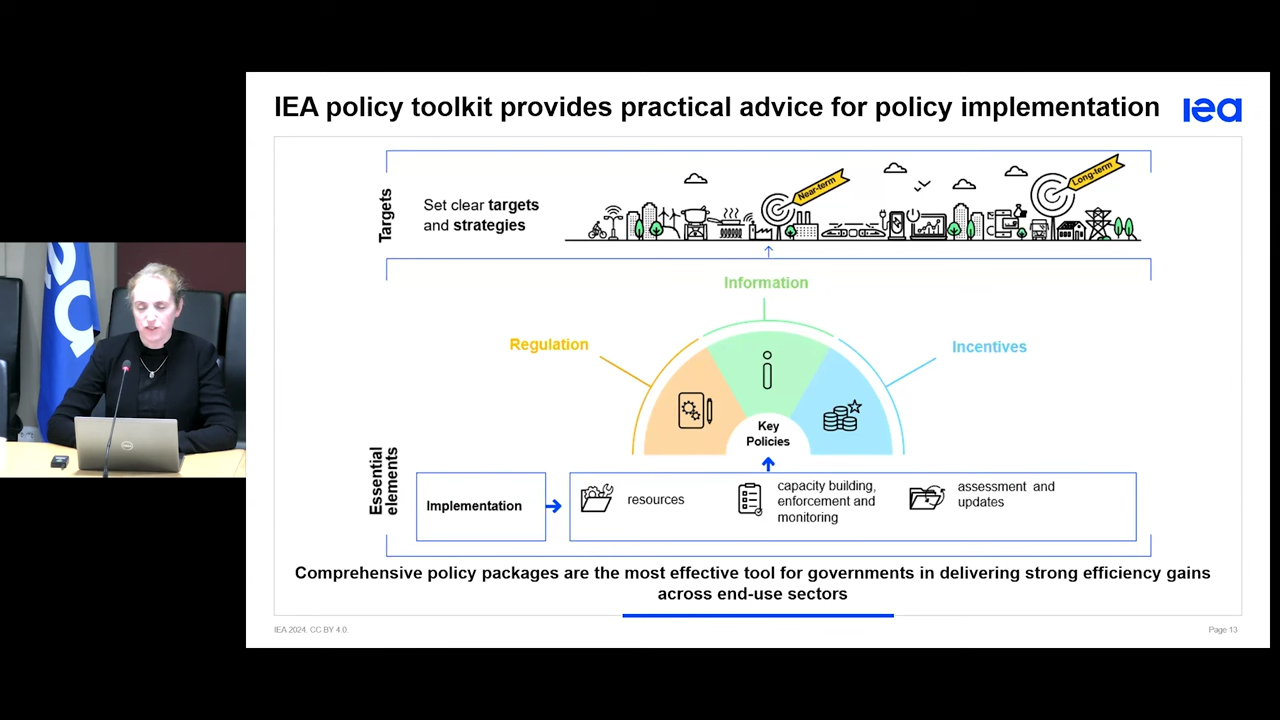 IEA policy toolkit provides practical advice for policy implementation
iea
Targets
Set clear targets
and strategies
Near-term
Long-term
Information
Regulation
Incentives
Key
Policies
Essential
elements
Implementation
resources
capacity building,
enforcement and
monitoring
assessment and
updates
Comprehensive policy packages are the most effective tool for governments in delivering strong efficiency gains
across end-use sectors
IEA 2024. CC BY 4.0.
Page 13